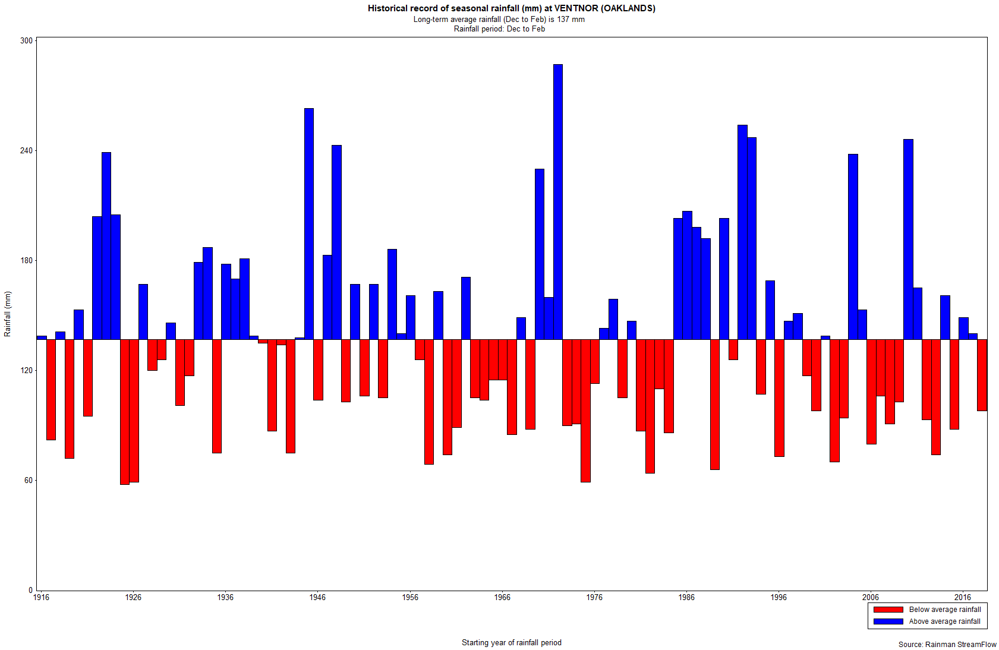 Historical record of seasonal rainfall (mm) at VENTNOR (OAKLANDS)
Long-term average rainfall (Dec to Feb) is 137 mm
Rainfall period: Dec to Feb
300
240
180
120
60
0
Rainfall (mm)
1916 1926 1936 1946 1956 1966 1976 1986 1996 2006 2016
Below average rainfall
Above average rainfall
Starting year of rainfall period
Source: Rainman StreamFlow